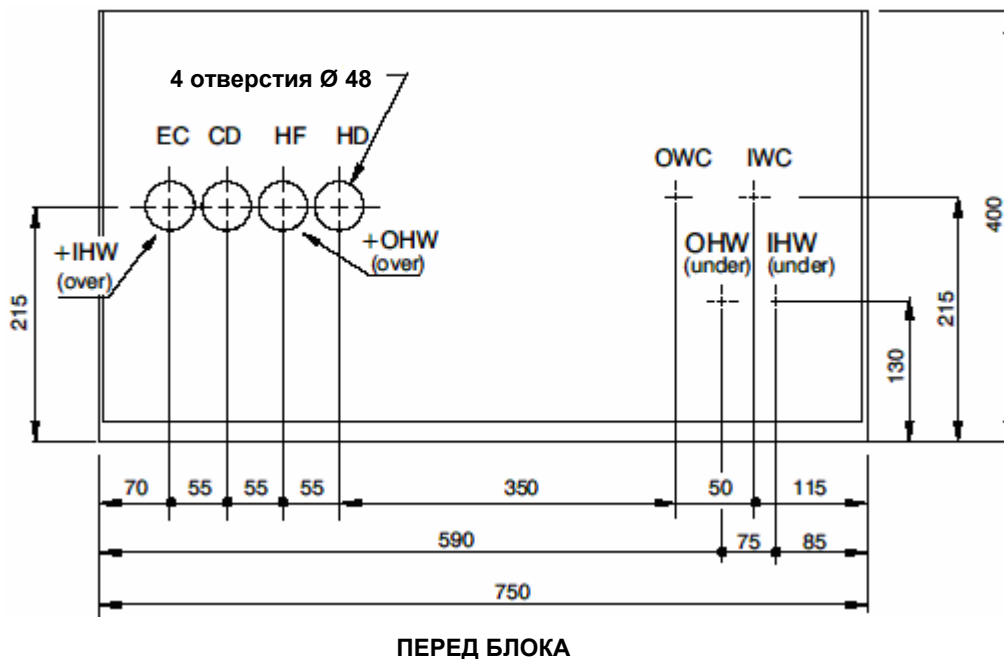 4 отверстия Ø 48
EC CD HF HD
OWC IWC
+IHW
(over)
+OHW
(over)
OHW IHW
(under) (under)
400
215
215
130
70 55 55 55 350 50 115
590 75 85
750
ПЕРЕД БЛОКА